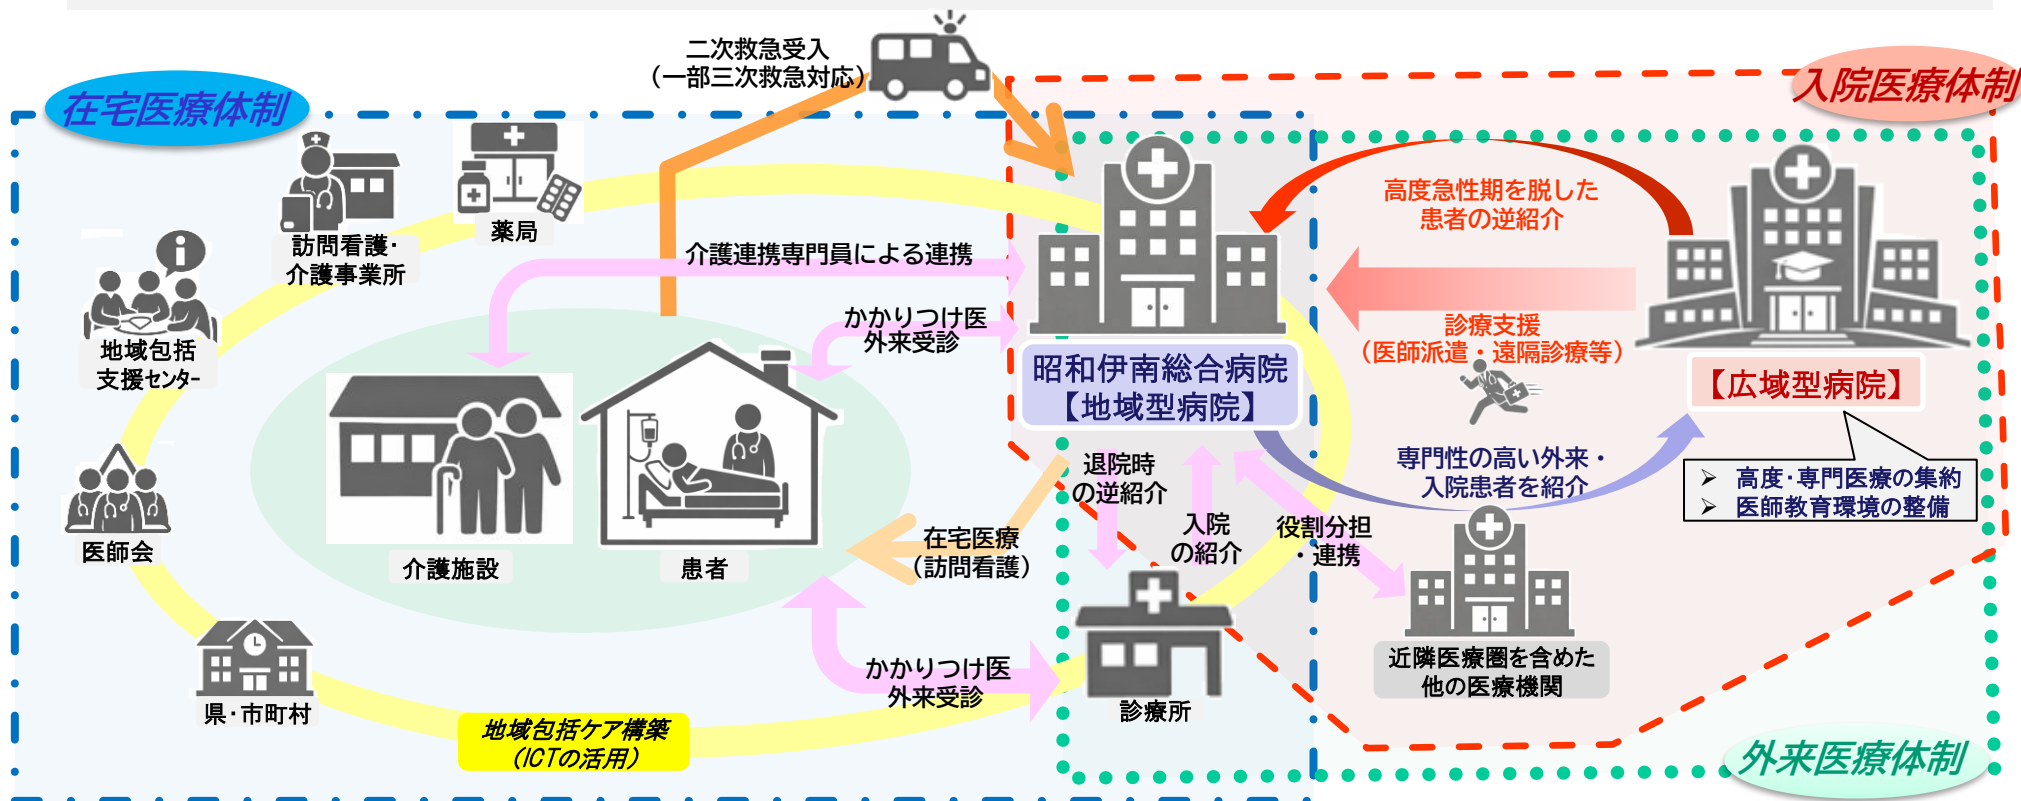 二次救急受入
（一部三次救急対応）
在宅医療体制
入院医療体制
薬局
訪問看護・
介護事業所
高度急性期を脱した
患者の逆紹介
介護連携専門員による連携
地域包括
支援センター
かかりつけ医
外来受診
診療支援
（医師派遣・遠隔診療等）
昭和伊南総合病院
【地域型病院】
【広域型病院】
退院時
の逆紹介
専門性の高い外来・
入院患者を紹介
➢ 高度・専門医療の集約
➢ 医師教育環境の整備
医師会
介護施設
患者
在宅医療
（訪問看護）
入院
の紹介
役割分担
・連携
かかりつけ医
外来受診
近隣医療圏を含めた
他の医療機関
県・市町村
診療所
地域包括ケア構築
（ICTの活用）
外来医療体制